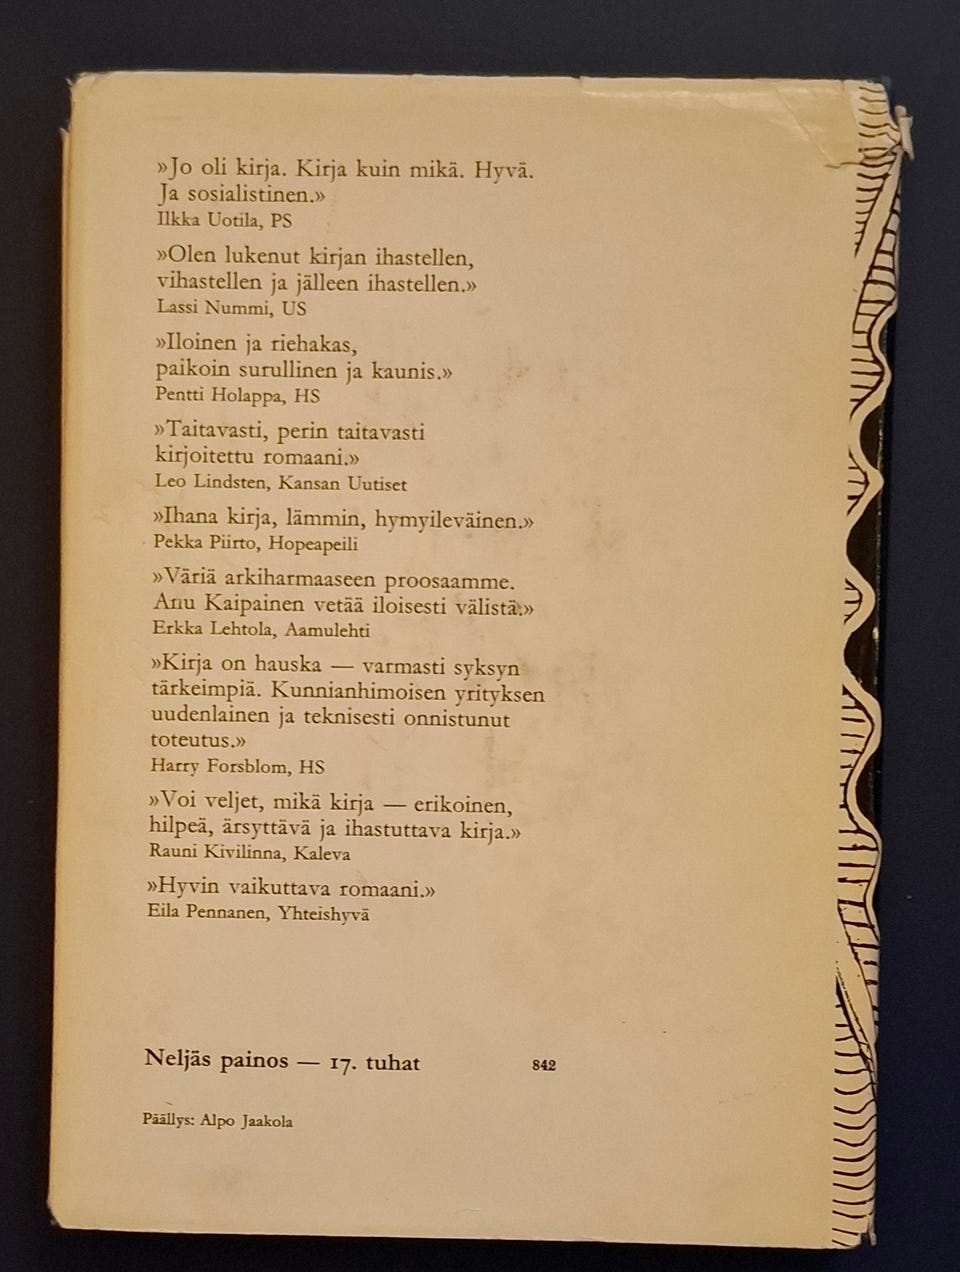 »Jo oli kirja. Kirja kuin mikä. Hyvä.
Ja sosialistinen.»
Ilkka Uotila, PS
»Olen lukenut kirjan ihastellen,
vihastellen ja jälleen ihastellen.»
Lassi Nummi, US
»Iloinen ja riehakas,
paikoin surullinen ja kaunis.»
Pentti Holappa, HS
»Taitavasti, perin taitavasti
kirjoitettu romaani.»
Leo Lindsten, Kansan Uutiset
»Ihana kirja, lämmin, hymyileväinen.»
Pekka Piirto, Hopeapeili
»Väriä arkiharmaaseen proosaamme.
Anu Kaipainen vetää iloisesti välistä.»
Erkka Lehtola, Aamulehti
»Kirja on hauska — varmasti syksyn
tärkeimpiä. Kunnianhimoisen yrityksen
uudenlainen ja teknisesti onnistunut
toteutus.»
Harry Forsblom, HS
»Voi veljet, mikä kirja — erikoinen,
hilpeä, ärsyttävä ja ihastuttava kirja.»
Rauni Kivilinna, Kaleva
»Hyvin vaikuttava romaani.»
Eila Pennanen, Yhteishyvä
Neljäs painos — 17. tuhat 842
Päällys: Alpo Jaakola